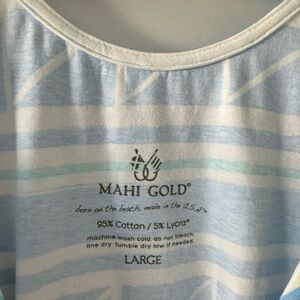 MAHI GOLD®
born on the beach. made in the U.S.A.™
95% Cotton / 5% Lycra®
machine wash cold. do not bleach.
line dry. tumble dry low if needed.
LARGE